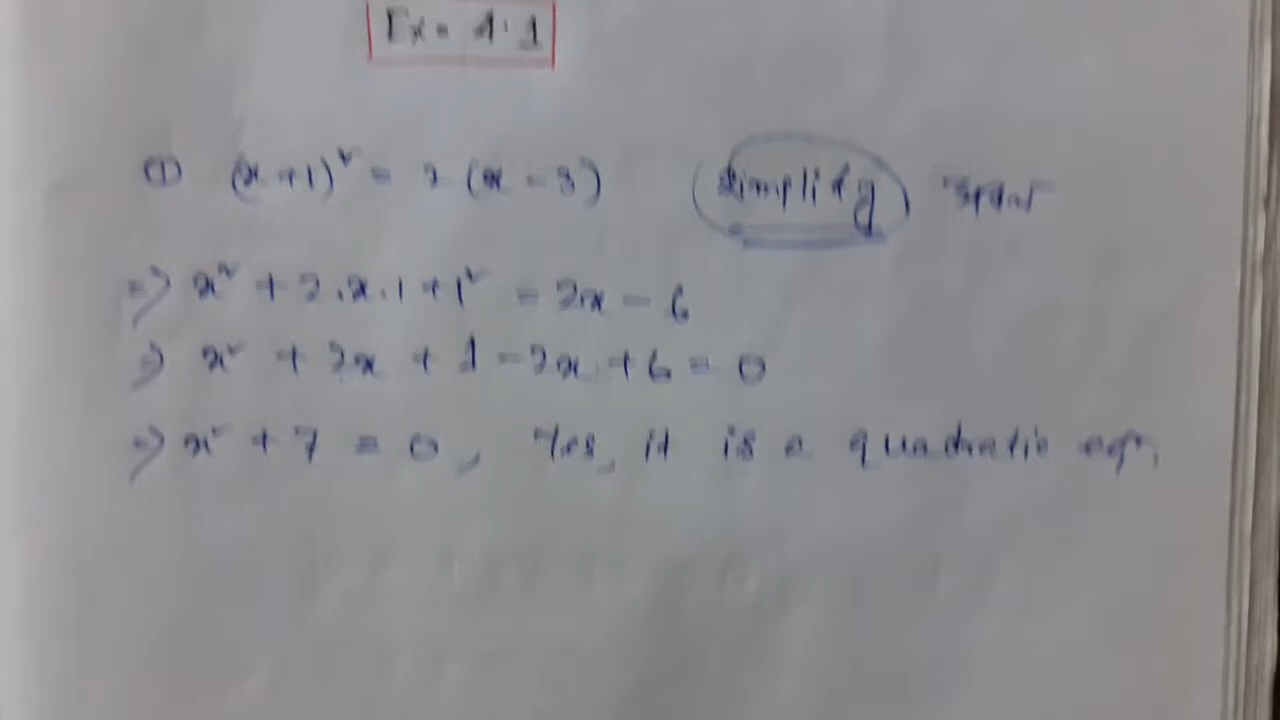 Ex- 4.1
① (x+1)² = 2 (x - 3) (simplify)
=> x² + 2.x.1 + 1² = 2x - 6
=> x² + 2x + 1 - 2x + 6 = 0
=> x² + 7 = 0, Yes, it is a quadratic eqn.